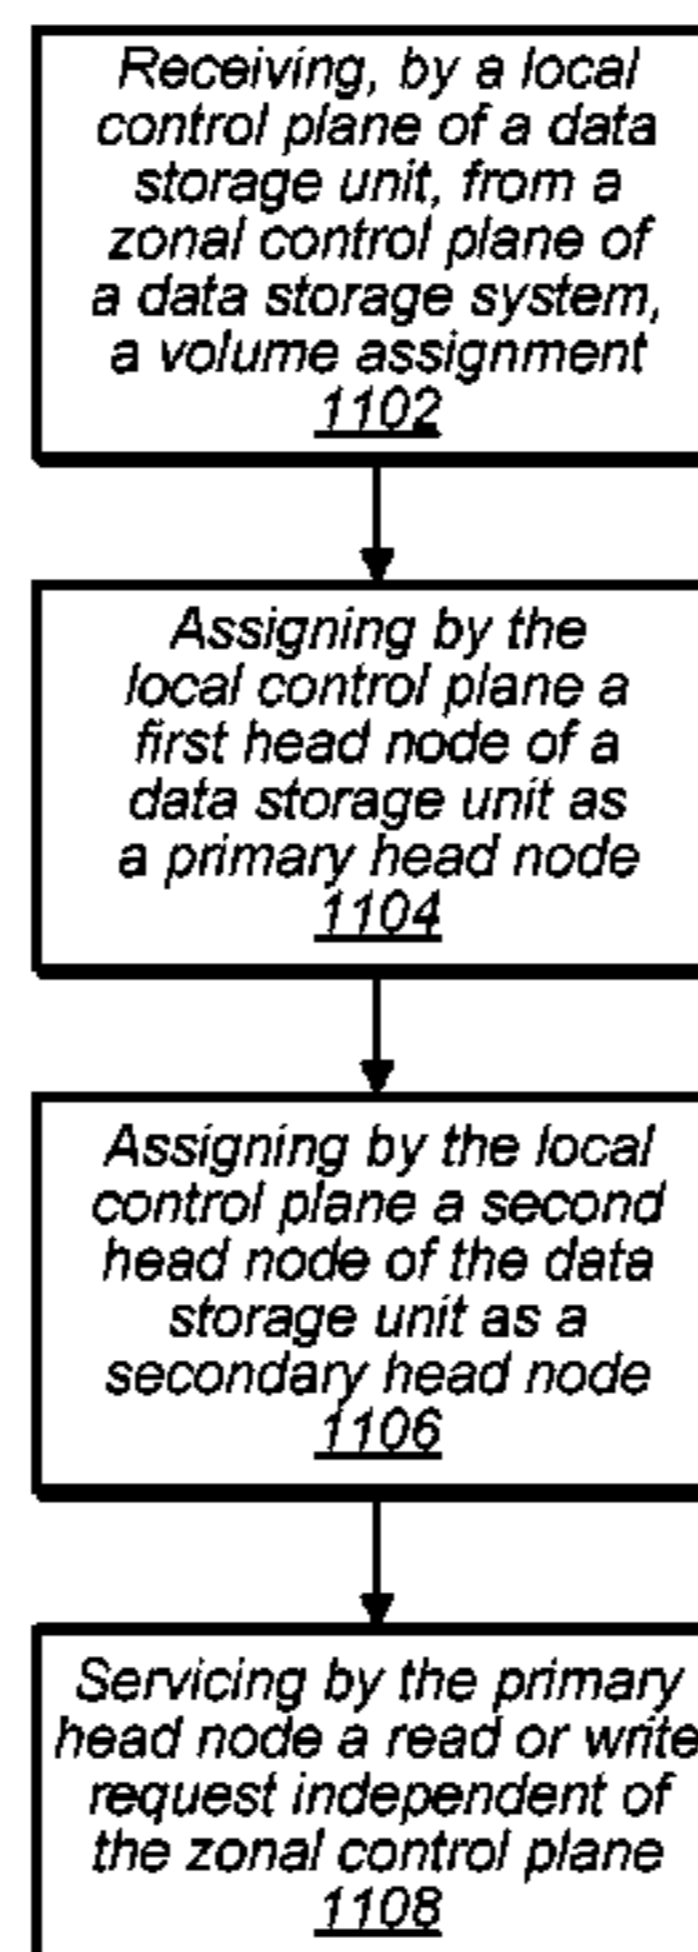 Receiving, by a local
control plane of a data
storage unit, from a
zonal control plane of
a data storage system,
a volume assignment
1102
Assigning by the
local control plane a
first head node of a
data storage unit as
a primary head node
1104
Assigning by the local
control plane a second
head node of the data
storage unit as a
secondary head node
1106
Servicing by the primary
head node a read or write
request independent of
the zonal control plane
1108